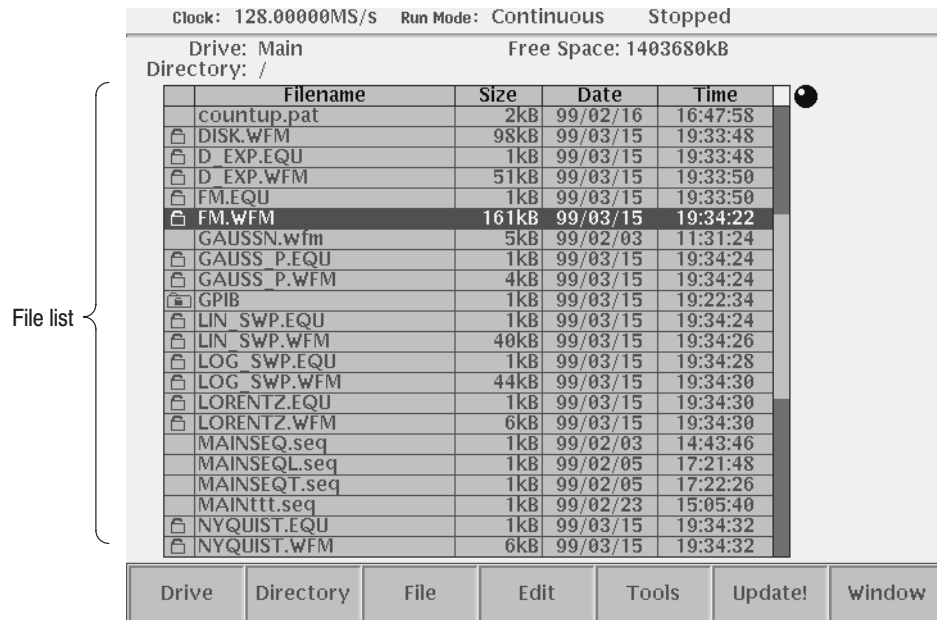 Clock: 128.00000MS/s Run Mode: Continuous Stopped
Drive: Main Free Space: 1403680kB
Directory: /
Filename Size Date Time
countup.pat 2kB 99/02/16 16:47:58
DISK.WFM 98kB 99/03/15 19:33:48
D_EXP.EQU 1kB 99/03/15 19:33:48
D_EXP.WFM 51kB 99/03/15 19:33:50
FM.EQU 1kB 99/03/15 19:33:50
FM.WFM 161kB 99/03/15 19:34:22
GAUSSN.wfm 5kB 99/02/03 11:31:24
GAUSS_P.EQU 1kB 99/03/15 19:34:24
GAUSS_P.WFM 4kB 99/03/15 19:34:24
GPIB 1kB 99/03/15 19:22:34
File list
LIN_SWP.EQU 1kB 99/03/15 19:34:24
LIN_SWP.WFM 40kB 99/03/15 19:34:26
LOG_SWP.EQU 1kB 99/03/15 19:34:28
LOG_SWP.WFM 44kB 99/03/15 19:34:30
LORENTZ.EQU 1kB 99/03/15 19:34:30
LORENTZ.WFM 6kB 99/03/15 19:34:30
MAINSEQ.seq 1kB 99/02/03 14:43:46
MAINSEQL.seq 1kB 99/02/05 17:21:48
MAINSEQT.seq 1kB 99/02/05 17:22:26
MAINttt.seq 1kB 99/02/23 15:05:40
NYQUIST.EQU 1kB 99/03/15 19:34:32
NYQUIST.WFM 6kB 99/03/15 19:34:32
Drive Directory File Edit Tools Update! Window